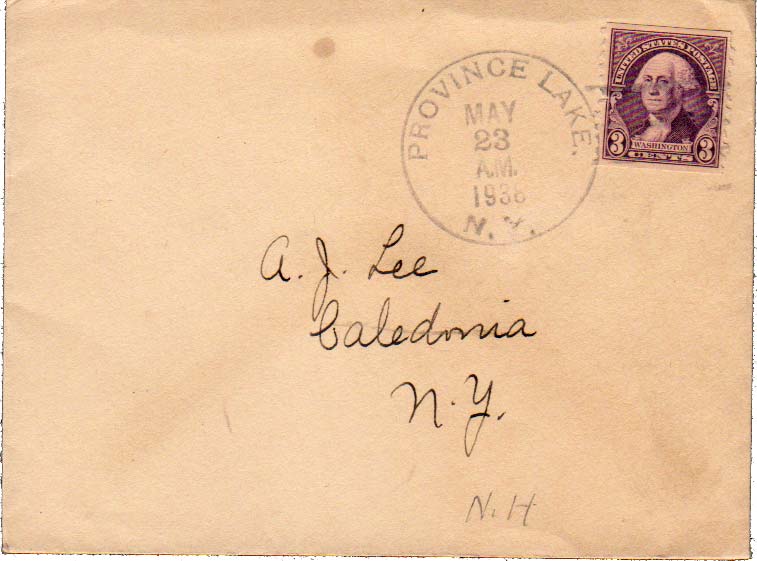 PROVINCE LAKE.
MAY
23
A.M.
1938
N. Y.
UNITED STATES POSTAGE
3 WASHINGTON 3
CENTS
A. J. Lee
Caledonia
N.Y.
N.H